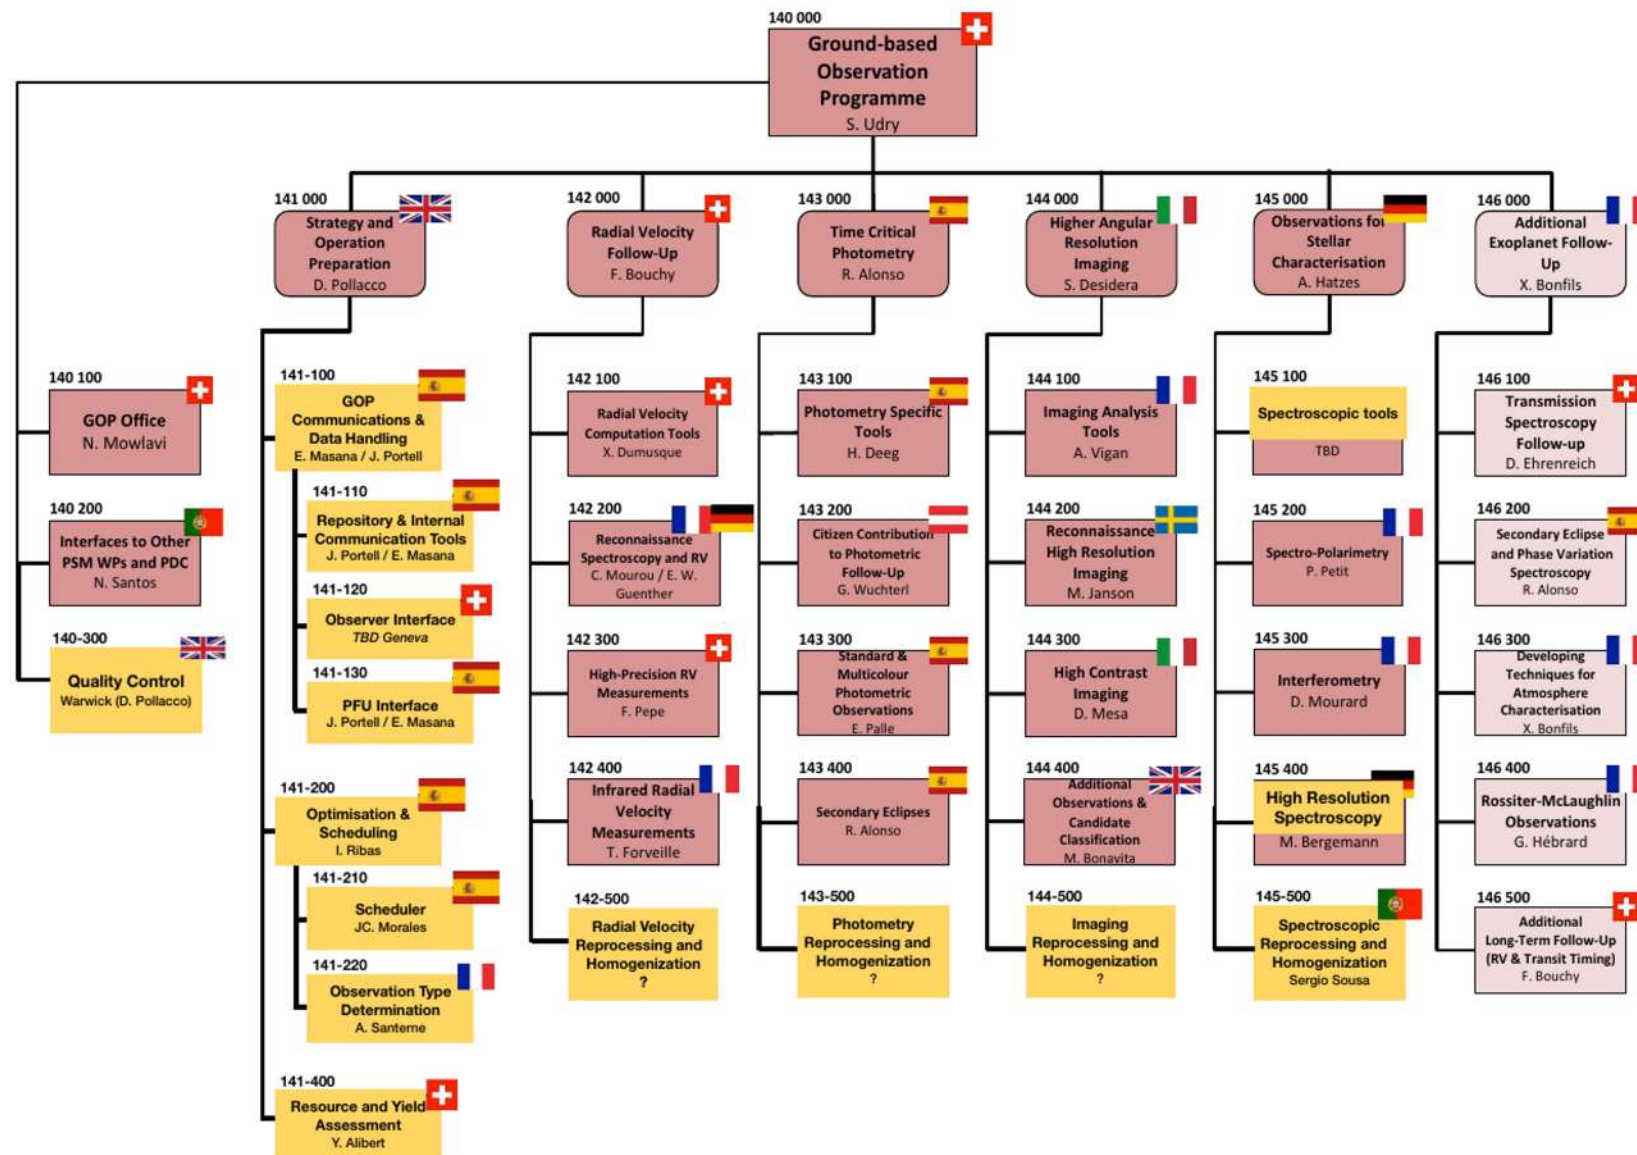 140 000
Ground-based
Observation
Programme
S. Udry
140 100
GOP Office
N. Mowlavi
140 200
Interfaces to Other
PSM WPs and PDC
N. Santos
140-300
Quality Control
Warwick (D. Pollacco)
141 000
Strategy and
Operation
Preparation
D. Pollacco
141-100
GOP
Communications &
Data Handling
E. Masana / J. Portell
141-110
Repository & Internal
Communication Tools
J. Portell / E. Masana
141-120
Observer Interface
TBD Geneva
141-130
PFU Interface
J. Portell / E. Masana
141-200
Optimisation &
Scheduling
I. Ribas
141-210
Scheduler
JC. Morales
141-220
Observation Type
Determination
A. Santerne
141-400
Resource and Yield
Assessment
Y. Alibert
142 000
Radial Velocity
Follow-Up
F. Bouchy
142 100
Radial Velocity
Computation Tools
X. Dumusque
142 200
Reconnaissance
Spectroscopy and RV
C. Mourou / E. W.
Guenther
142 300
High-Precision RV
Measurements
F. Pepe
142 400
Infrared Radial
Velocity
Measurements
T. Forveille
142-500
Radial Velocity
Reprocessing and
Homogenization
?
143 000
Time Critical
Photometry
R. Alonso
143 100
Photometry Specific
Tools
H. Deeg
143 200
Citizen Contribution
to Photometric
Follow-Up
G. Wuchterl
143 300
Standard &
Multicolour
Photometric
Observations
E. Palle
143 400
Secondary Eclipses
R. Alonso
143-500
Photometry
Reprocessing and
Homogenization
?
144 000
Higher Angular
Resolution
Imaging
S. Desidera
144 100
Imaging Analysis
Tools
A. Vigan
144 200
Reconnaissance
High Resolution
Imaging
M. Janson
144 300
High Contrast
Imaging
D. Mesa
144 400
Additional
Observations &
Candidate
Classification
M. Bonavita
144-500
Imaging
Reprocessing and
Homogenization
?
145 000
Observations for
Stellar
Characterisation
A. Hatzes
145 100
Spectroscopic tools
TBD
145 200
Spectro-Polarimetry
P. Petit
145 300
Interferometry
D. Mourard
145 400
High Resolution
Spectroscopy
M. Bergemann
145-500
Spectroscopic
Reprocessing and
Homogenization
Sergio Sousa
146 000
Additional
Exoplanet Follow-
Up
X. Bonfils
146 100
Transmission
Spectroscopy
Follow-up
D. Ehrenreich
146 200
Secondary Eclipse
and Phase Variation
Spectroscopy
R. Alonso
146 300
Developing
Techniques for
Atmosphere
Characterisation
X. Bonfils
146 400
Rossiter-McLaughlin
Observations
G. Hébrard
146 500
Additional
Long-Term Follow-Up
(RV & Transit Timing)
F. Bouchy